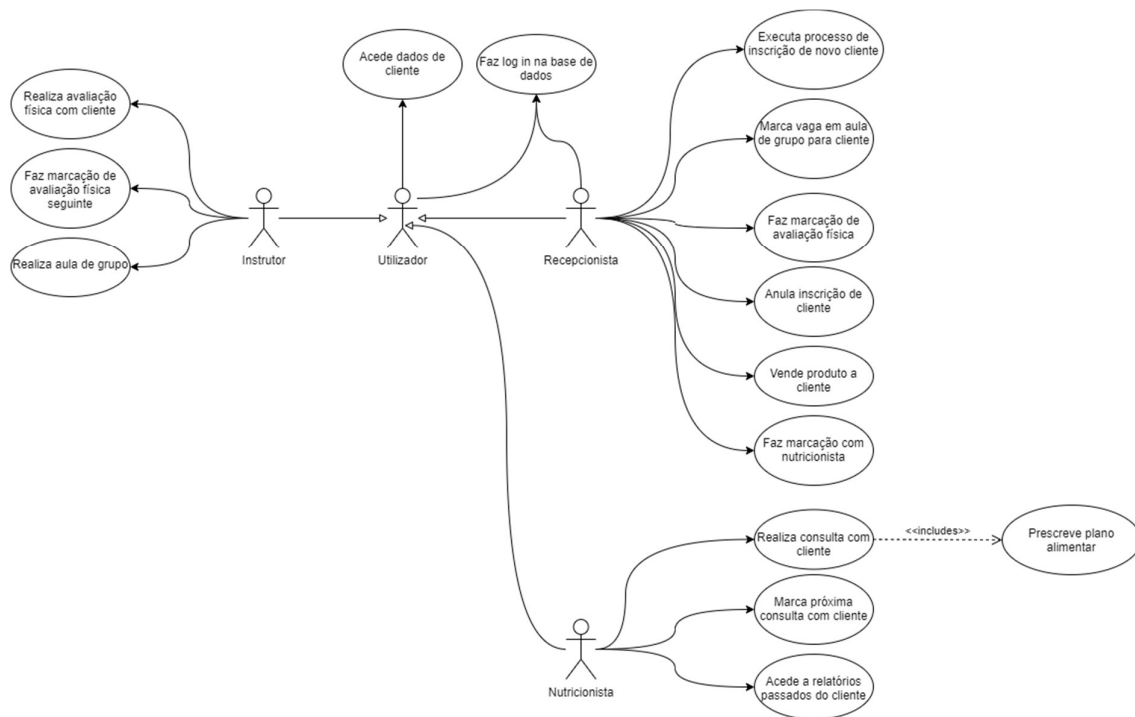 Executa processo de
inscrição de novo cliente
Acede dados de
cliente
Faz log in na base de
dados
Realiza avaliação
física com cliente
Marca vaga em aula
de grupo para cliente
Faz marcação de
avaliação física
seguinte
Faz marcação de
avaliação física
Realiza aula de grupo
Instrutor
Utilizador
Recepcionista
Anula inscrição de
cliente
Vende produto a
cliente
Faz marcação com
nutricionista
Realiza consulta com
cliente
<<includes>>
Prescreve plano
alimentar
Marca próxima
consulta com cliente
Nutricionista
Acede a relatórios
passados do cliente